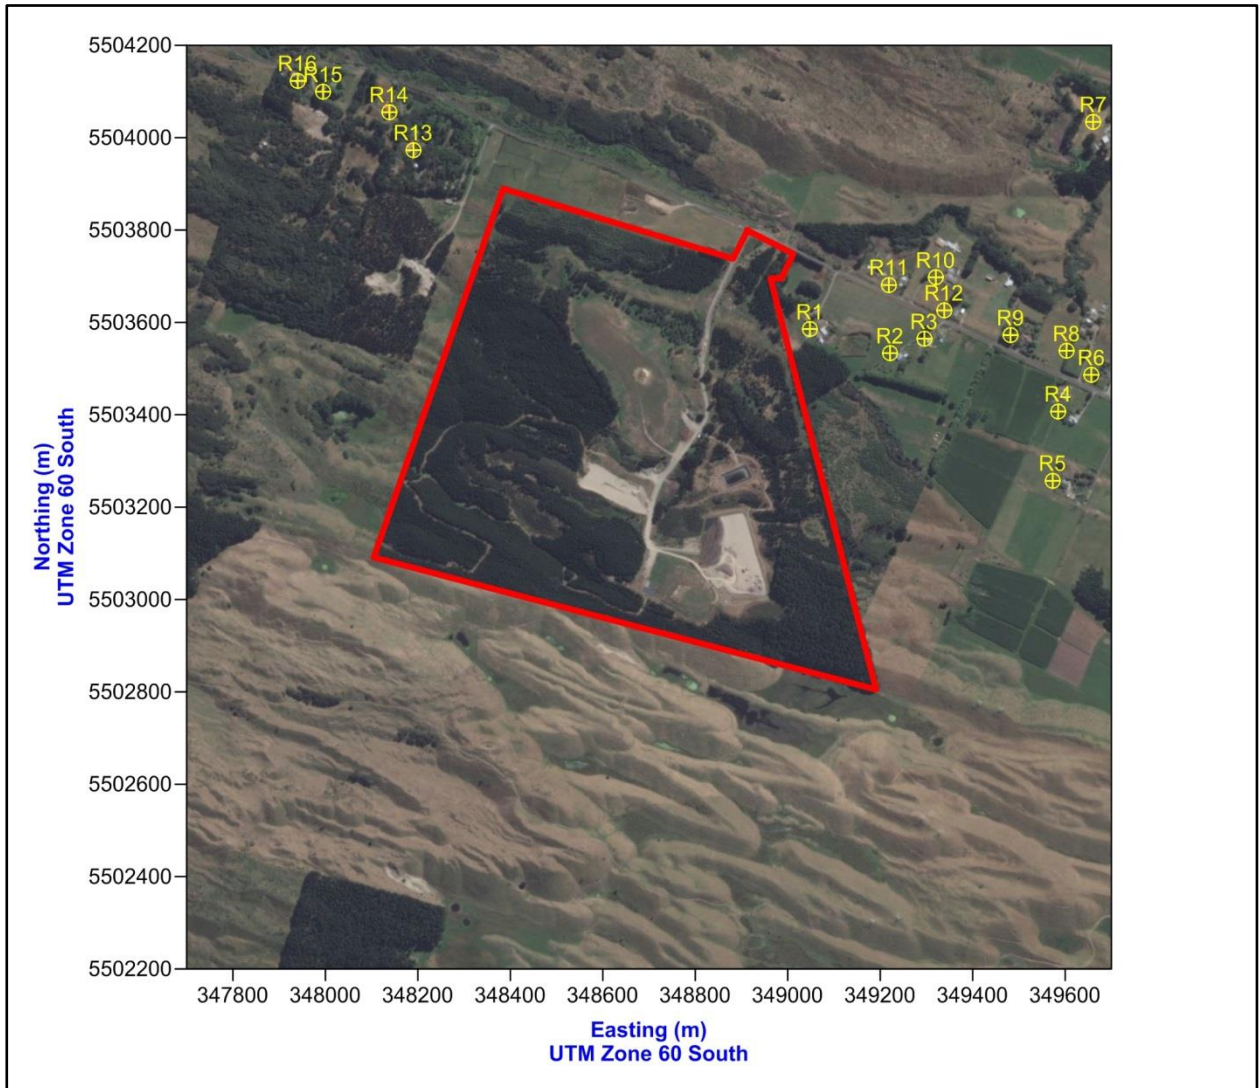 5504200
5504000
5503800
5503600
5503400
5503200
5503000
5502800
5502600
5502400
5502200
Northing (m)
UTM Zone 60 South
R16
R15
R14
R13
R7
R11
R10
R12
R1
R2
R3
R9
R8
R6
R4
R5
347800 348000 348200 348400 348600 348800 349000 349200 349400 349600
Easting (m)
UTM Zone 60 South